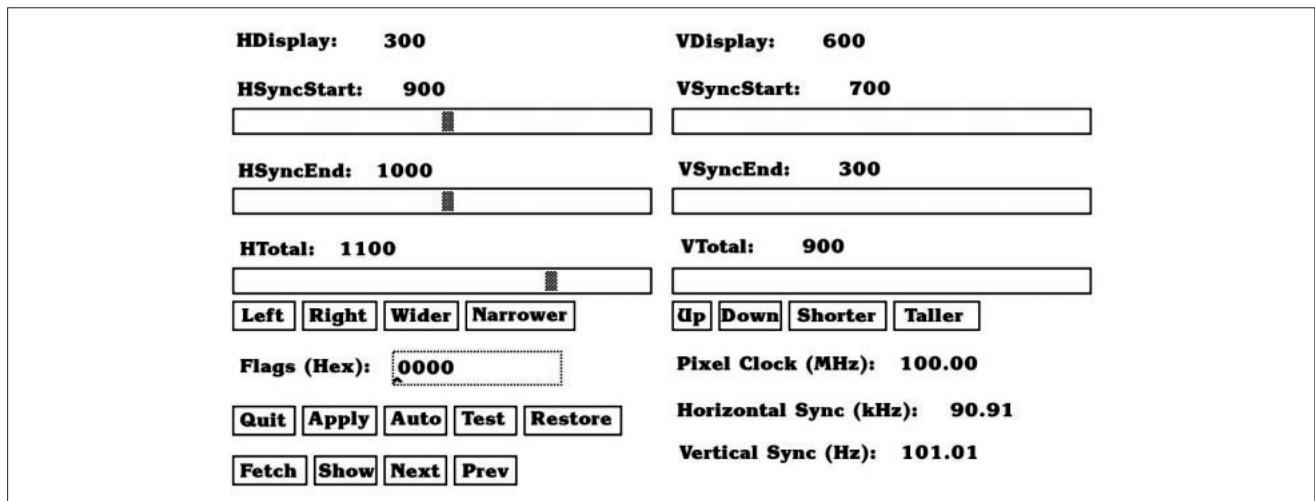 HDisplay: 300
VDisplay: 600
HSyncStart: 900
VSyncStart: 700
HSyncEnd: 1000
VSyncEnd: 300
HTotal: 1100
VTotal: 900
Left Right Wider Narrower
Up Down Shorter Taller
Flags (Hex): 0000
Pixel Clock (MHz): 100.00
Quit Apply Auto Test Restore
Horizontal Sync (kHz): 90.91
Fetch Show Next Prev
Vertical Sync (Hz): 101.01